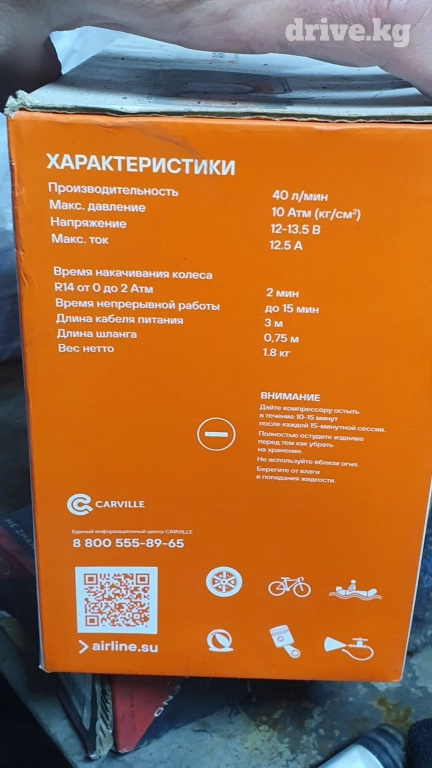 drive.kg
ХАРАКТЕРИСТИКИ
Производительность 40 л/мин
Макс. давление 10 Атм (кг/см²)
Напряжение 12-13.5 В
Макс. ток 12.5 А
Время накачивания колеса
R14 от 0 до 2 Атм 2 мин
Время непрерывной работы до 15 мин
Длина кабеля питания 3 м
Длина шланга 0,75 м
Вес нетто 1.8 кг
ВНИМАНИЕ
Дайте компрессору остыть
в течение 10-15 минут
после каждой 15-минутной сессии.
Полностью остудите изделие
перед тем как убрать
на хранение.
Не используйте вблизи огня.
Берегите от влаги
и попадания жидкости.
CARVILLE
Единый информационный центр CARVILLE
8 800 555-89-65
airline.su